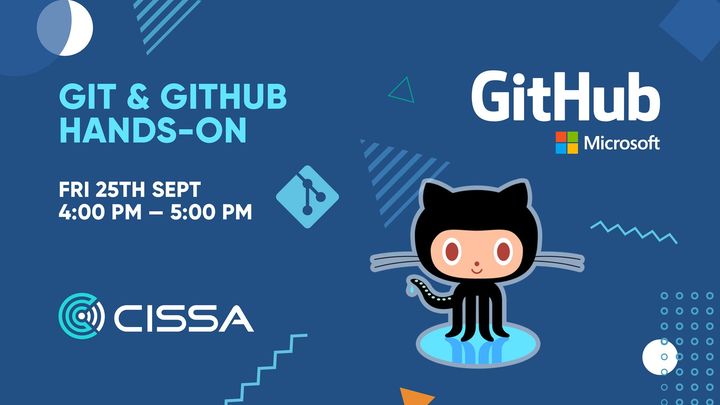 GIT & GITHUB
HANDS-ON
FRI 25TH SEPT
4:00 PM – 5:00 PM
CISSA
GitHub
Microsoft